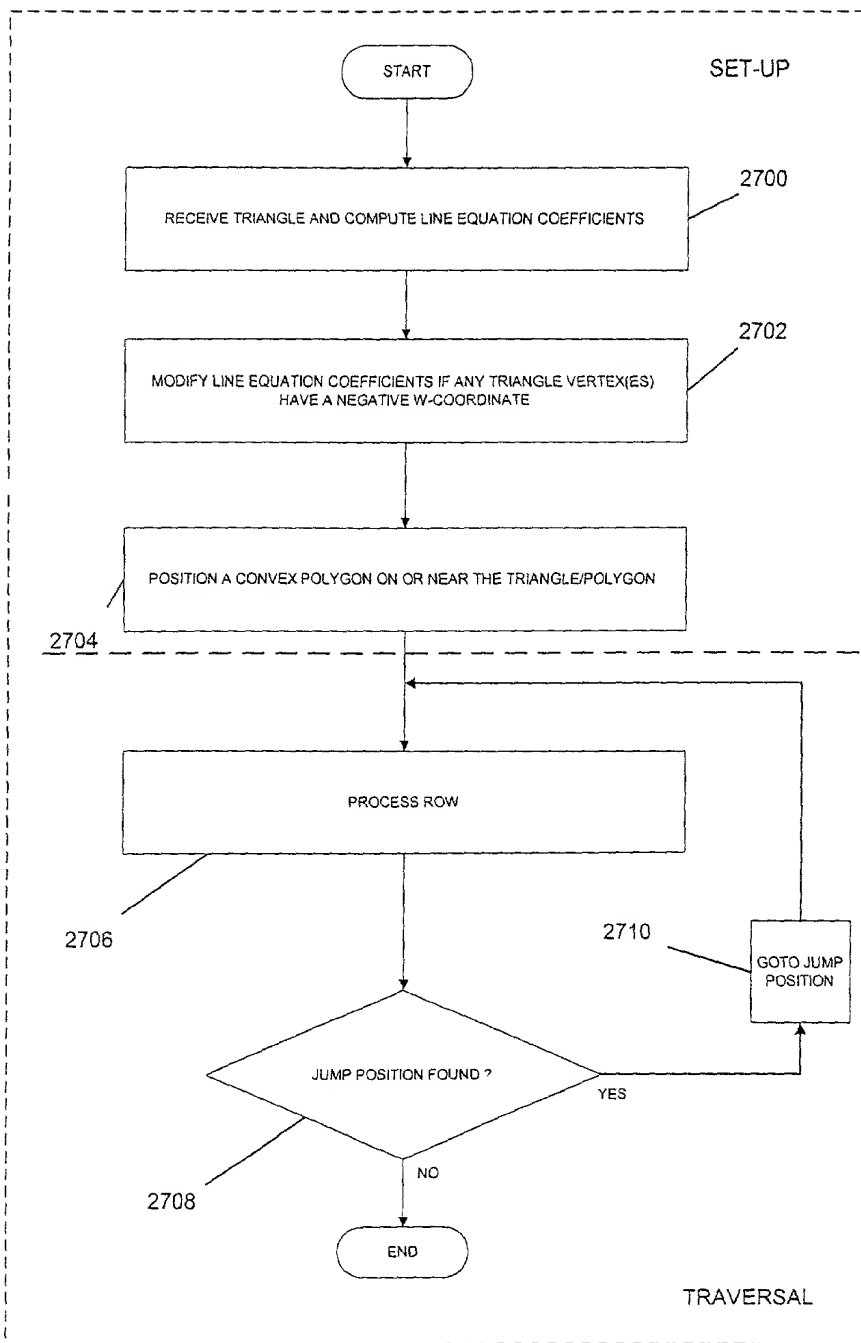 START
SET-UP
2700
RECEIVE TRIANGLE AND COMPUTE LINE EQUATION COEFFICIENTS
2702
MODIFY LINE EQUATION COEFFICIENTS IF ANY TRIANGLE VERTEX(ES)
HAVE A NEGATIVE W-COORDINATE
POSITION A CONVEX POLYGON ON OR NEAR THE TRIANGLE/POLYGON
2704
PROCESS ROW
2706
2710
GOTO JUMP
POSITION
JUMP POSITION FOUND ?
YES
2708
NO
END
TRAVERSAL